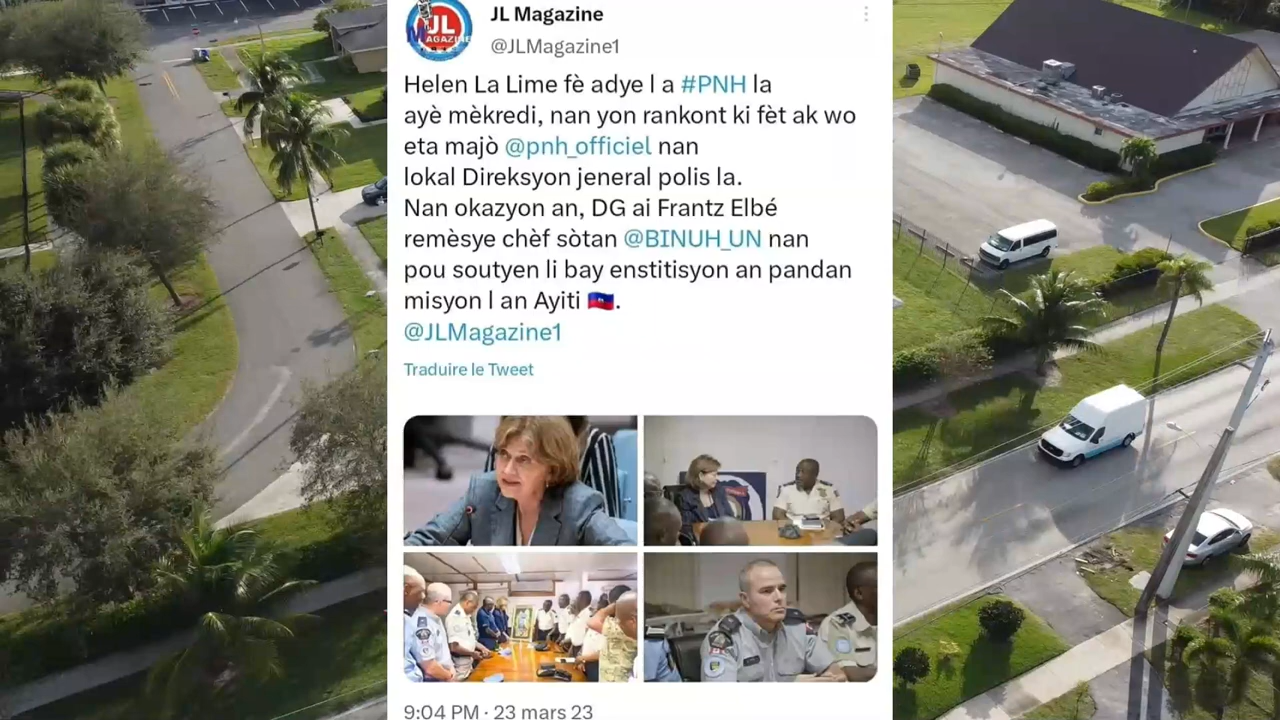 JL
MAGAZINE
JL Magazine
@JLMagazine1
Helen La Lime fè adye l a #PNH la
ayè mèkredi, nan yon rankont ki fèt ak wo
eta majò @pnh_officiel nan
lokal Direksyon jeneral polis la.
Nan okazyon an, DG ai Frantz Elbé
remèsye chèf sòtan @BINUH_UN nan
pou soutyen li bay enstitisyon an pandan
misyon l an Ayiti 🇭🇹.
@JLMagazine1
Traduire le Tweet
9:04 PM · 23 mars 23